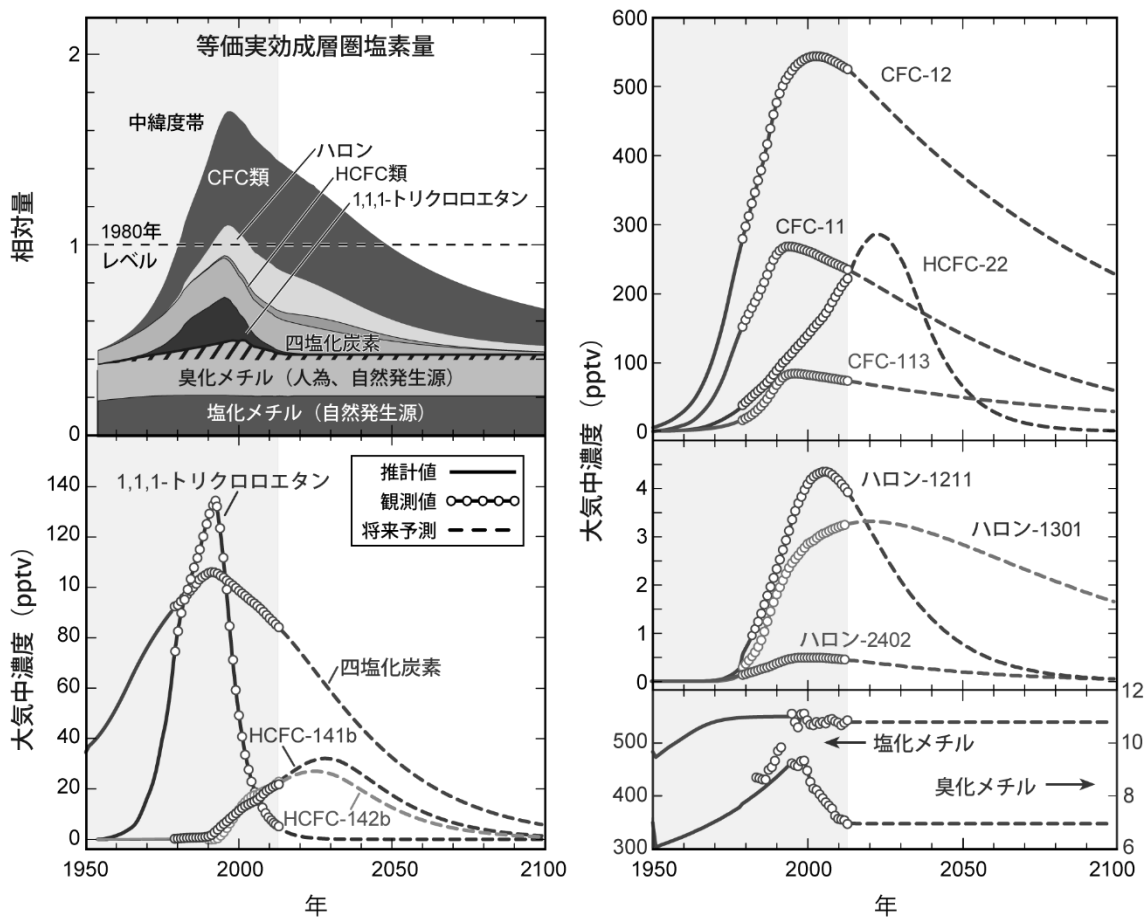 等価実効成層圏塩素量
2
中緯度帯
ハロン
CFC類
HCFC類
1,1,1-トリクロロエタン
相対量
1980年
レベル
1
四塩化炭素
臭化メチル（人為、自然発生源）
塩化メチル（自然発生源）
0
1950
2000
2050
2100
1,1,1-トリクロロエタン
推計値
観測値
将来予測
大気中濃度（pptv）
140
120
10
80
60
40
20
0
四塩化炭素
HCFC-141b
HCFC-142b
1950
2000
2050
2100
年
600
500
400
300
200
100
0
CFC-12
CFC-11
HCFC-22
CFC-113
1950
2000
2050
2100
大気中濃度（pptv）
ハロン-1211
ハロン-1301
ハロン-2402
4
3
2
1
0
500
400
300
12
10
8
6
塩化メチル
臭化メチル
1950
2000
2050
2100
年